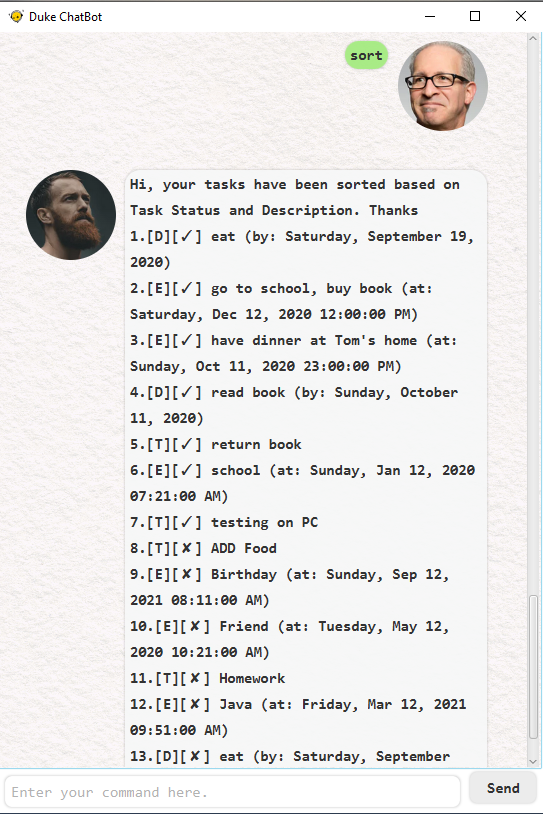 Duke ChatBot
sort
Hi, your tasks have been sorted based on
Task Status and Description. Thanks
1.[D][✓] eat (by: Saturday, September 19,
2020)
2.[E][✓] go to school, buy book (at:
Saturday, Dec 12, 2020 12:00:00 PM)
3.[E][✓] have dinner at Tom's home (at:
Sunday, Oct 11, 2020 23:00:00 PM)
4.[D][✓] read book (by: Sunday, October
11, 2020)
5.[T][✓] return book
6.[E][✓] school (at: Sunday, Jan 12, 2020
07:21:00 AM)
7.[T][✓] testing on PC
8.[T][✘] ADD Food
9.[E][✘] Birthday (at: Sunday, Sep 12,
2021 08:11:00 AM)
10.[E][✘] Friend (at: Tuesday, May 12,
2020 10:21:00 AM)
11.[T][✘] Homework
12.[E][✘] Java (at: Friday, Mar 12, 2021
09:51:00 AM)
13.[D][✘] eat (by: Saturday, September
Enter your command here.
Send